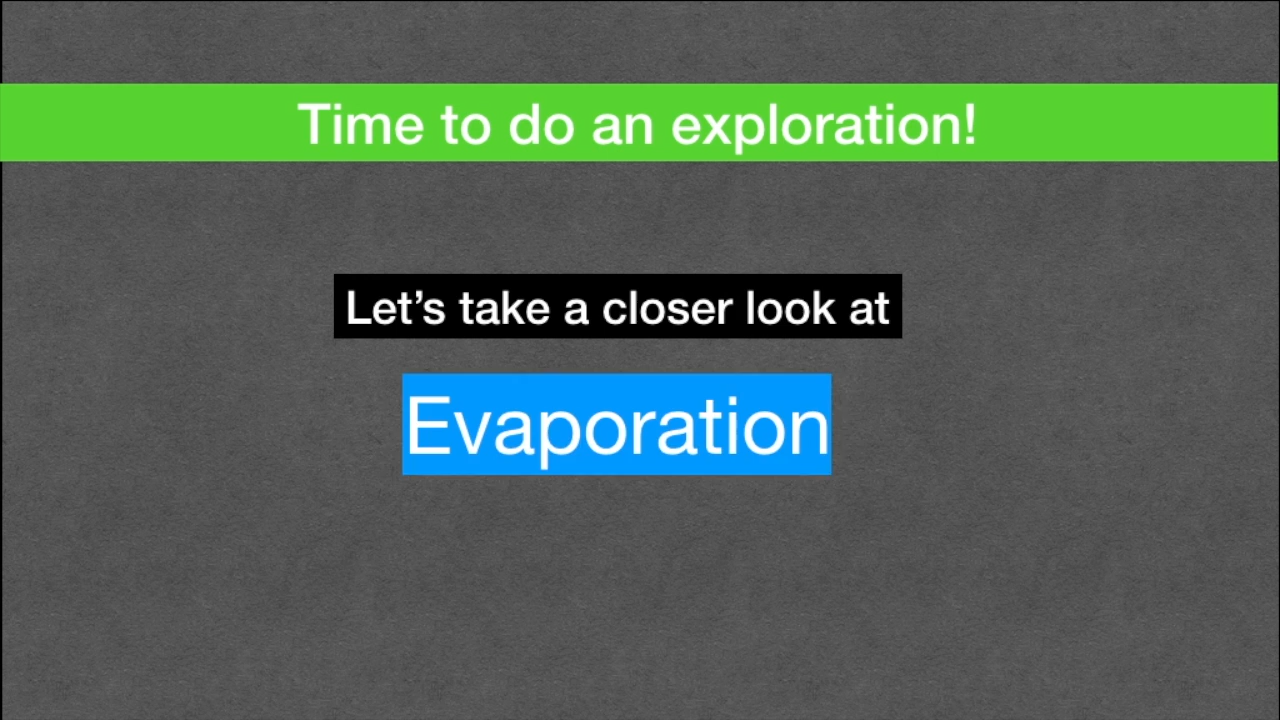 Time to do an exploration!
Let’s take a closer look at
Evaporation